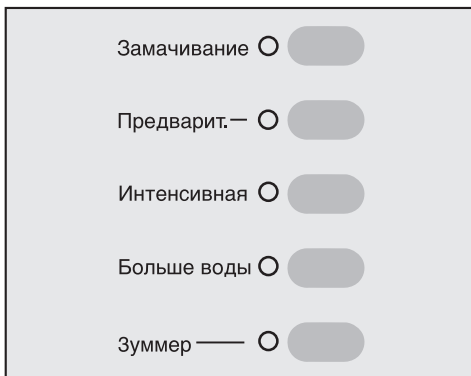 Замачивание
Предварит.
Интенсивная
Больше воды
Зуммер